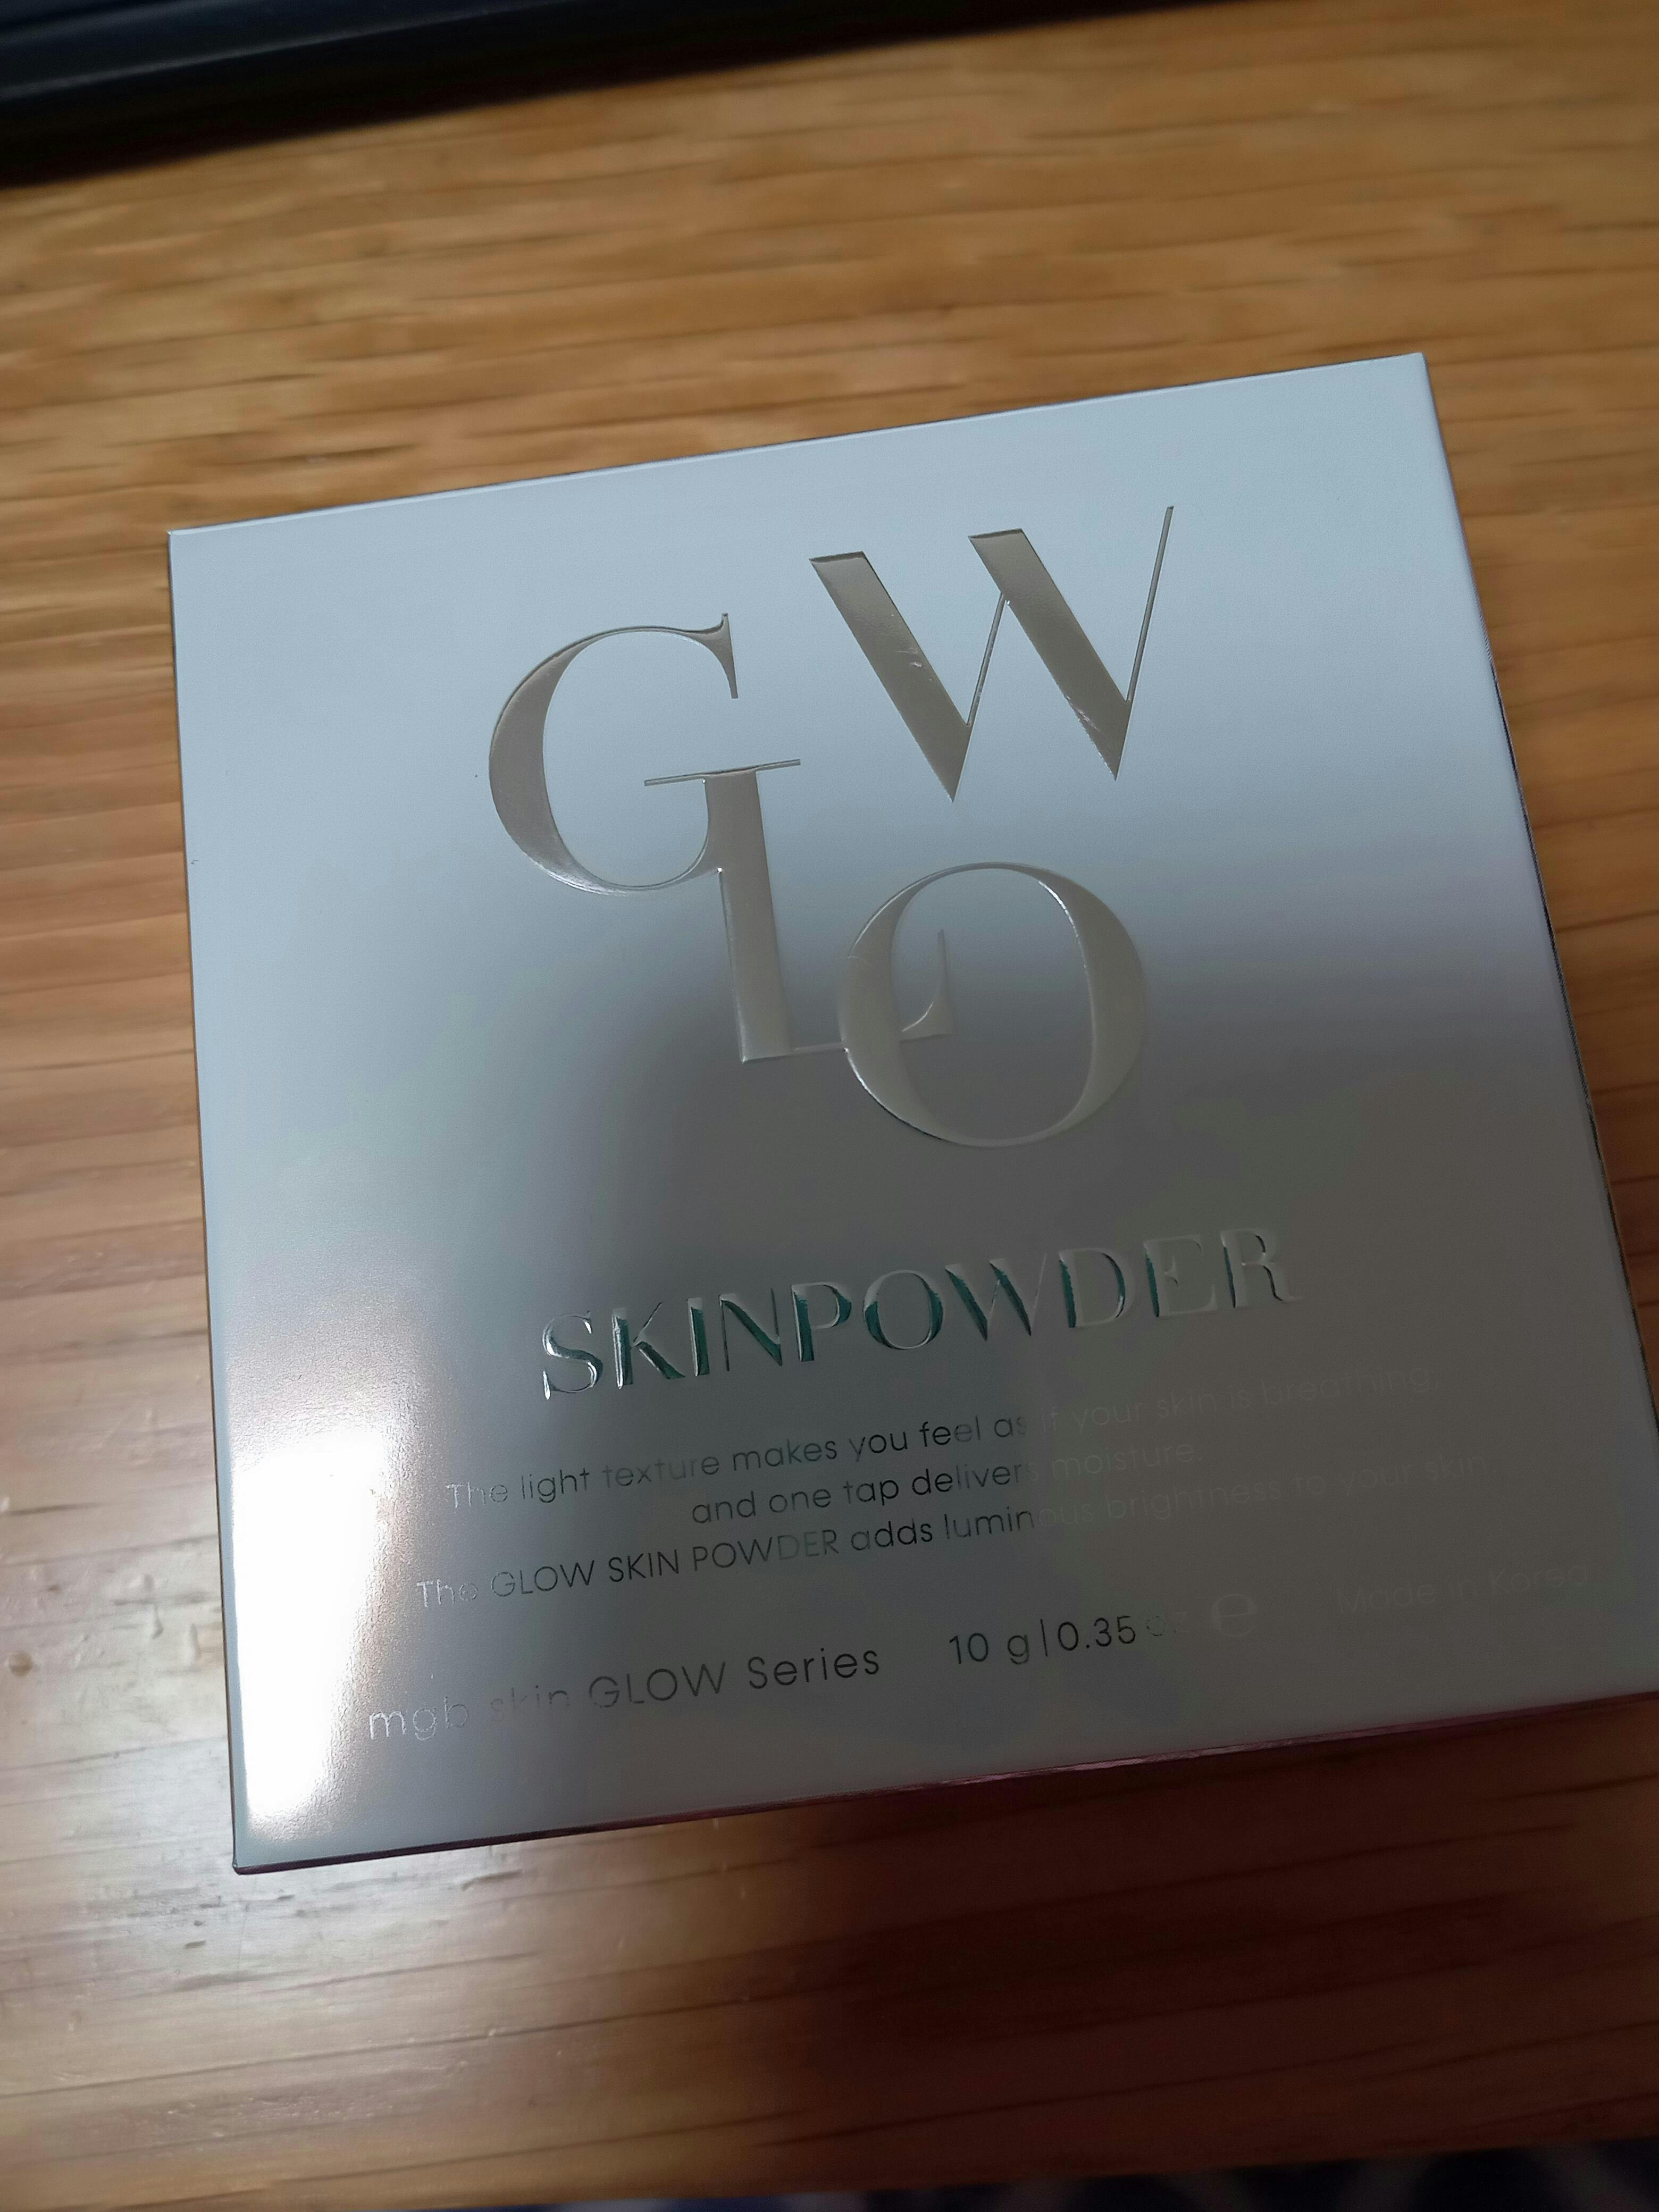 GLOW
SKINPOWDER
The light texture makes you feel as if your skin is breathing,
and one tap delivers moisture.
The GLOW SKIN POWDER adds luminous brightness to your skin.
mgb skin GLOW Series
10 g|0.35 oz e
Made in Korea